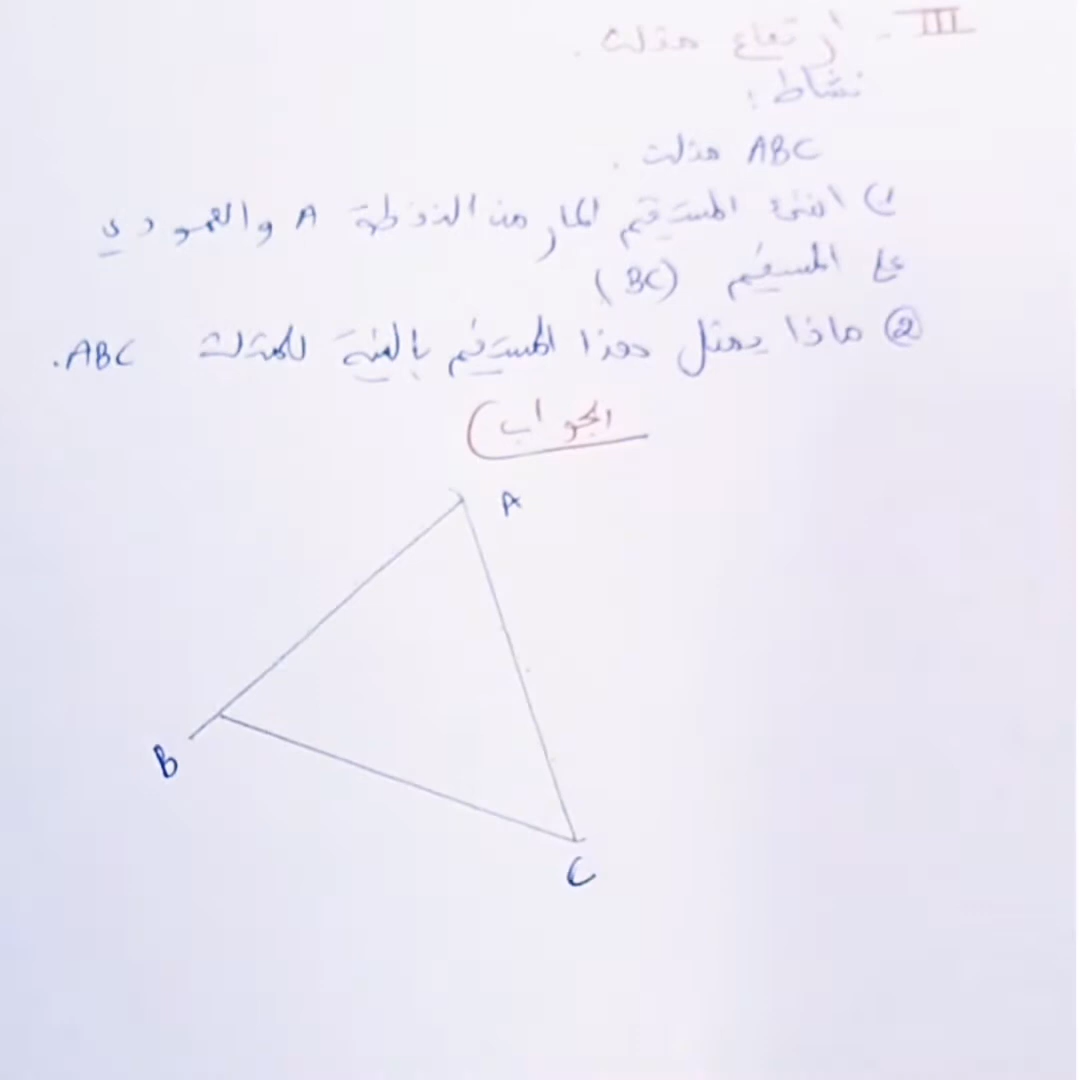 III - أرتفاع مثلث.
نشاط:
ABC مثلث.
1) انشئ المستقيم المار من النقطة A والعمودي
على المستقيم (BC)
② ماذا يمثل هذا المستقيم بالنسبة للمثلث ABC.
الجواب
A
B
C